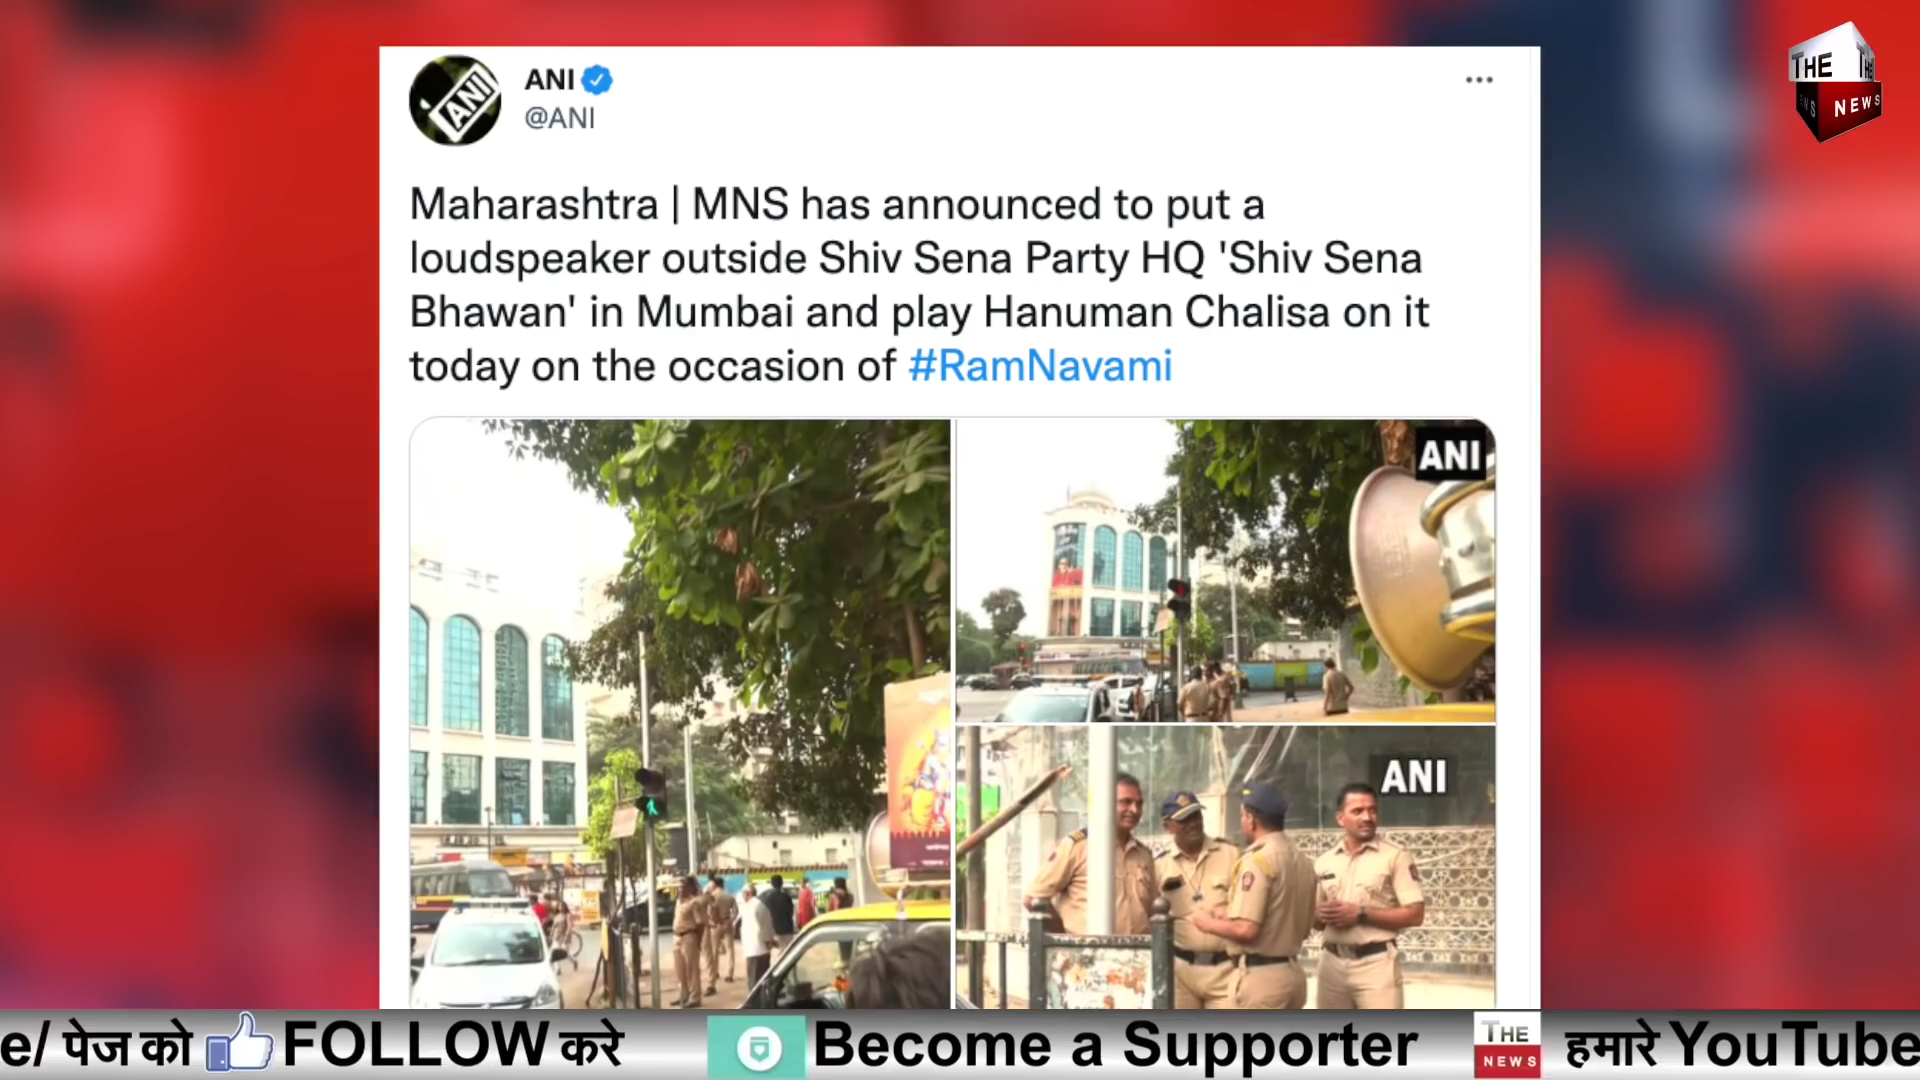 ANI
ANI
@ANI
THE
NEWS
Maharashtra | MNS has announced to put a
loudspeaker outside Shiv Sena Party HQ 'Shiv Sena
Bhawan' in Mumbai and play Hanuman Chalisa on it
today on the occasion of #RamNavami
ANI
ANI
e/ पेज को FOLLOW करे Become a Supporter THE NEWS हमारे YouTube